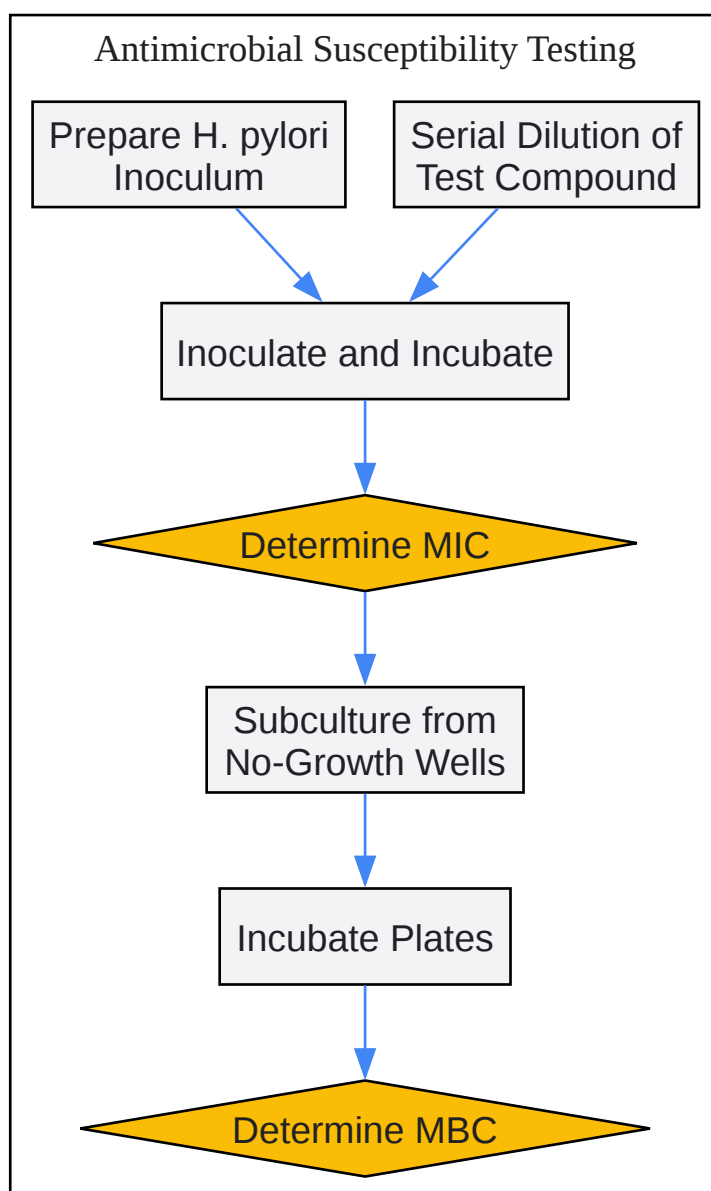 Antimicrobial Susceptibility Testing
Prepare H. pylori
Inoculum
Serial Dilution of
Test Compound
Inoculate and Incubate
Determine MIC
Subculture from
No-Growth Wells
Incubate Plates
Determine MBC